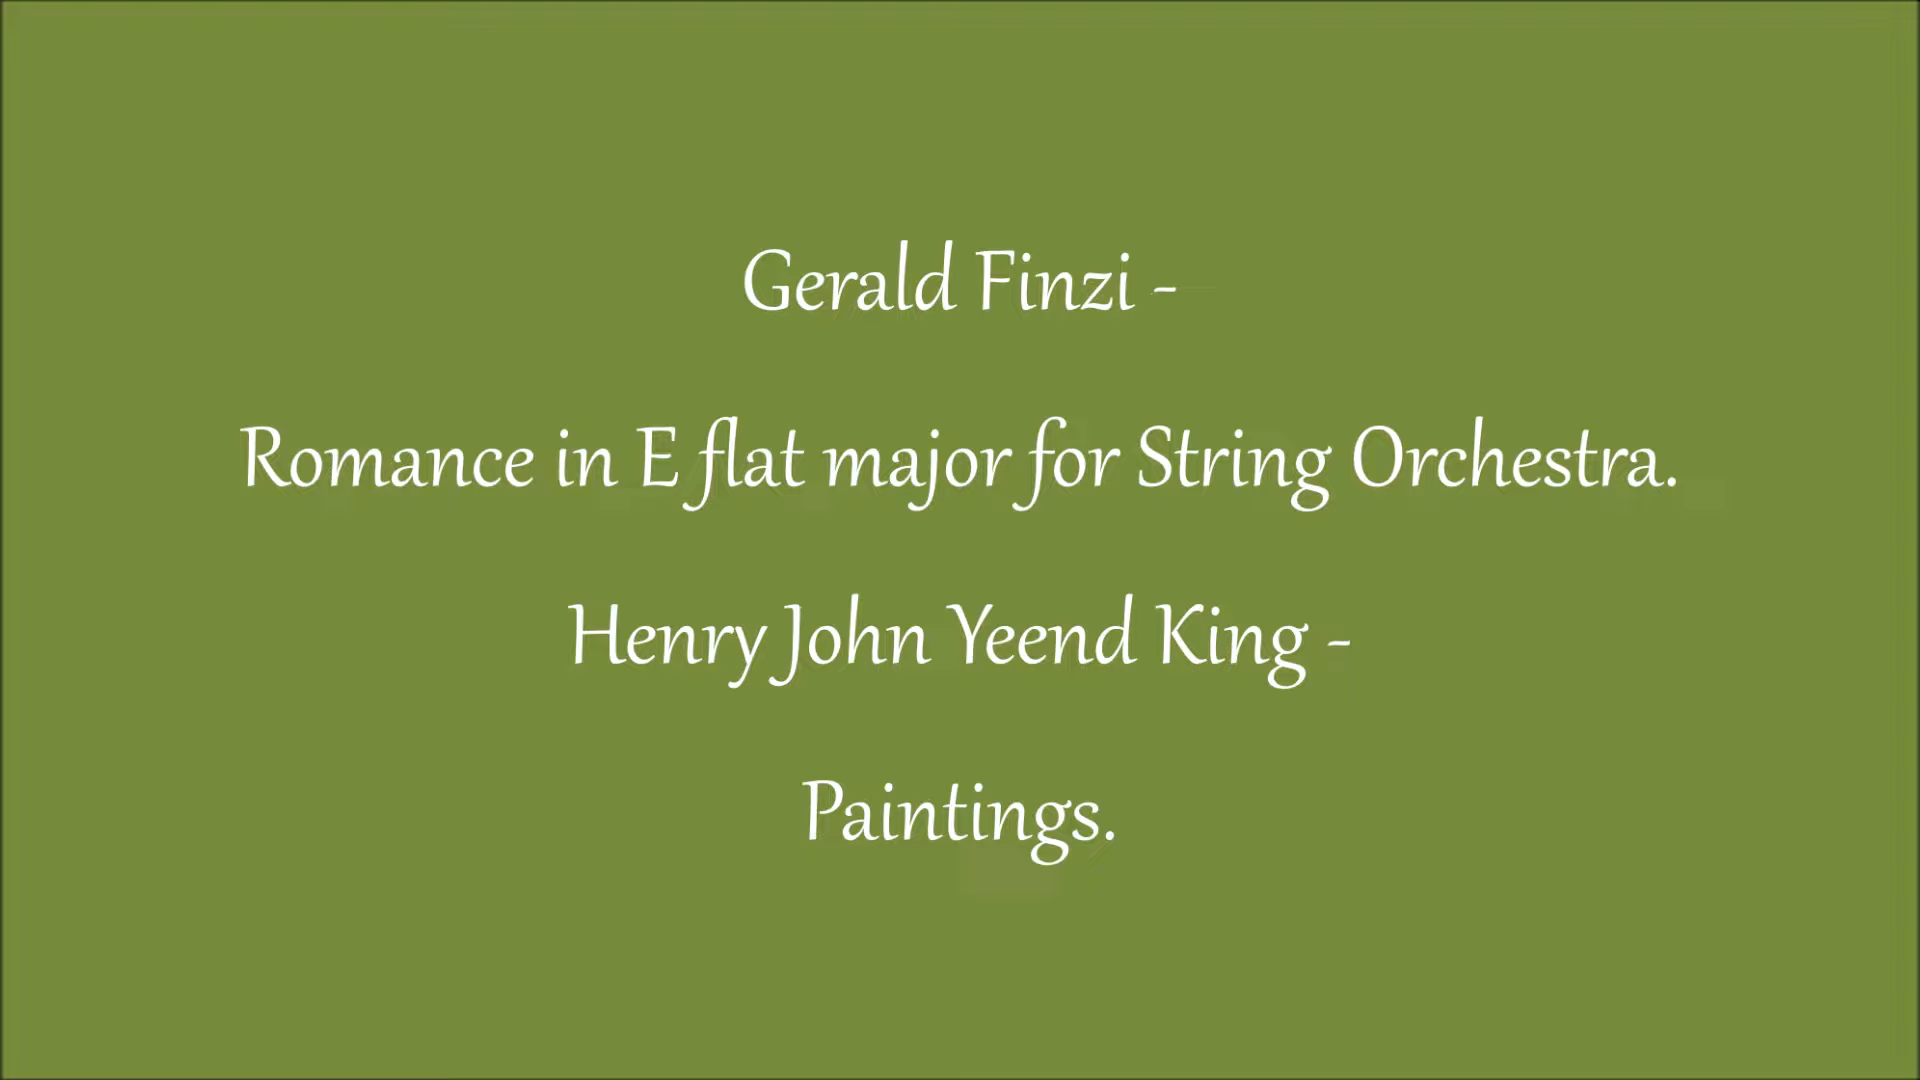 Gerald Finzi -
Romance in E flat major for String Orchestra.
Henry John Yeend King -
Paintings.